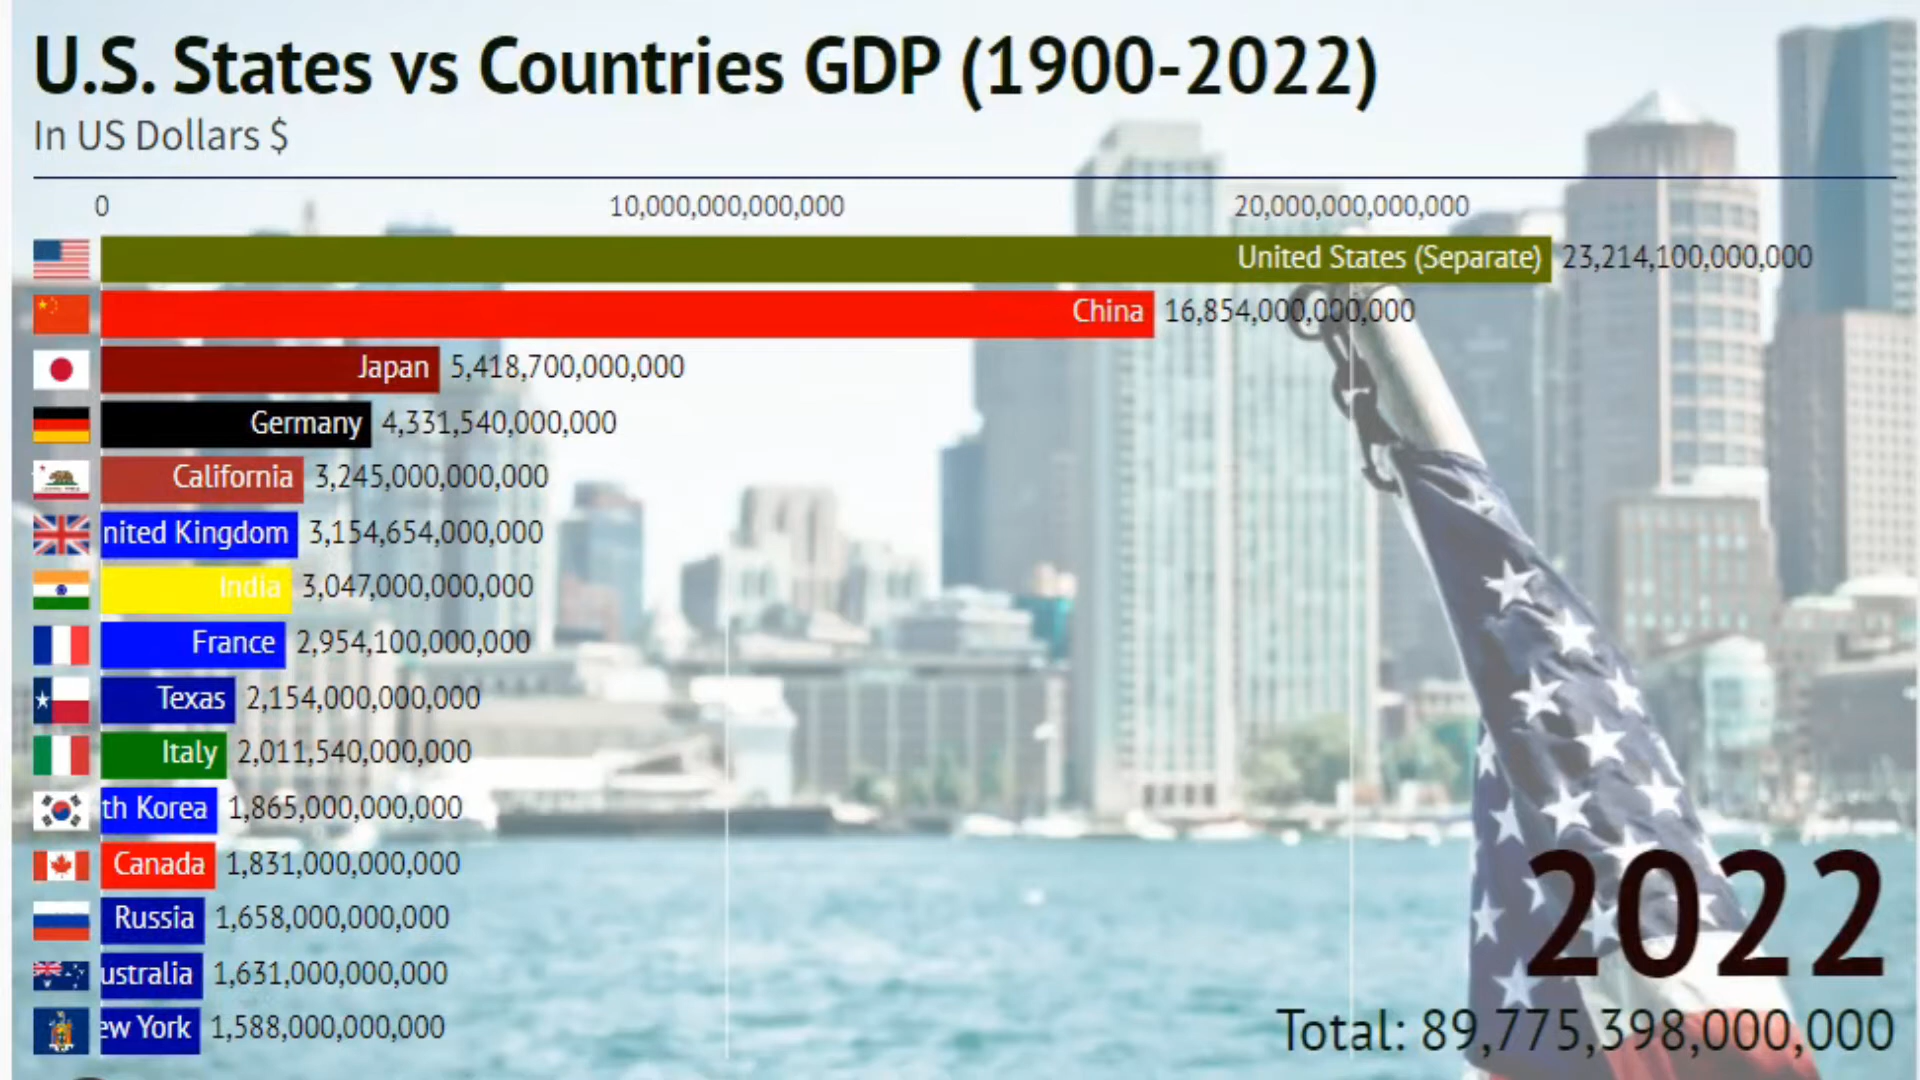 U.S. States vs Countries GDP (1900-2022)
In US Dollars $
0 10,000,000,000,000 20,000,000,000,000
United States (Separate) 23,214,100,000,000
China 16,854,000,000,000
Japan 5,418,700,000,000
Germany 4,331,540,000,000
California 3,245,000,000,000
nited Kingdom 3,154,654,000,000
India 3,047,000,000,000
France 2,954,100,000,000
Texas 2,154,000,000,000
Italy 2,011,540,000,000
th Korea 1,865,000,000,000
Canada 1,831,000,000,000
Russia 1,658,000,000,000
ustralia 1,631,000,000,000
ew York 1,588,000,000,000
2022
Total: 89,775,398,000,000